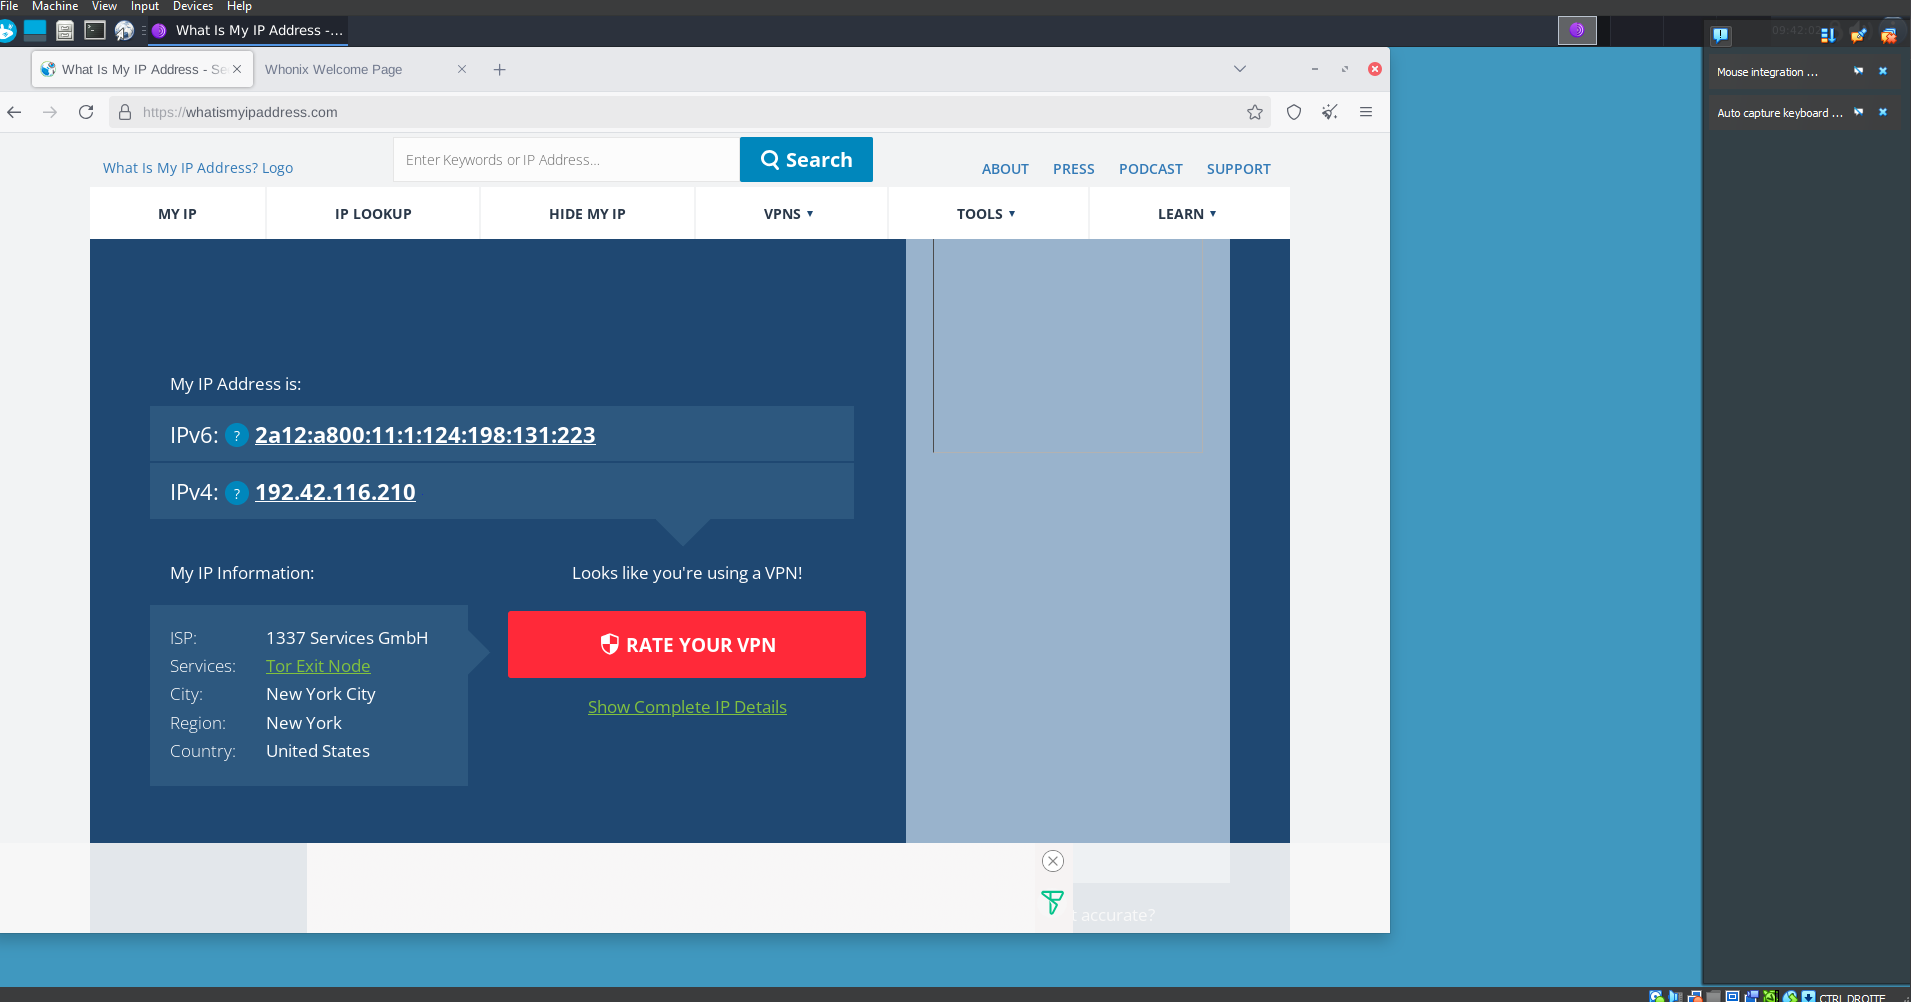 File Machine View Input Devices Help
What Is My IP Address -...
09:42:02
What Is My IP Address - Se
Whonix Welcome Page
https://whatismyipaddress.com
Mouse integration ...
Auto capture keyboard ...
What Is My IP Address? Logo
Enter Keywords or IP Address...
Search
ABOUT PRESS PODCAST SUPPORT
MY IP IP LOOKUP HIDE MY IP VPNS ▼ TOOLS ▼ LEARN ▼
My IP Address is:
IPv6: ? 2a12:a800:11:1:124:198:131:223
IPv4: ? 192.42.116.210
My IP Information:
Looks like you're using a VPN!
ISP: 1337 Services GmbH
Services: Tor Exit Node
City: New York City
Region: New York
Country: United States
RATE YOUR VPN
Show Complete IP Details
t accurate?
CTRL DROITE